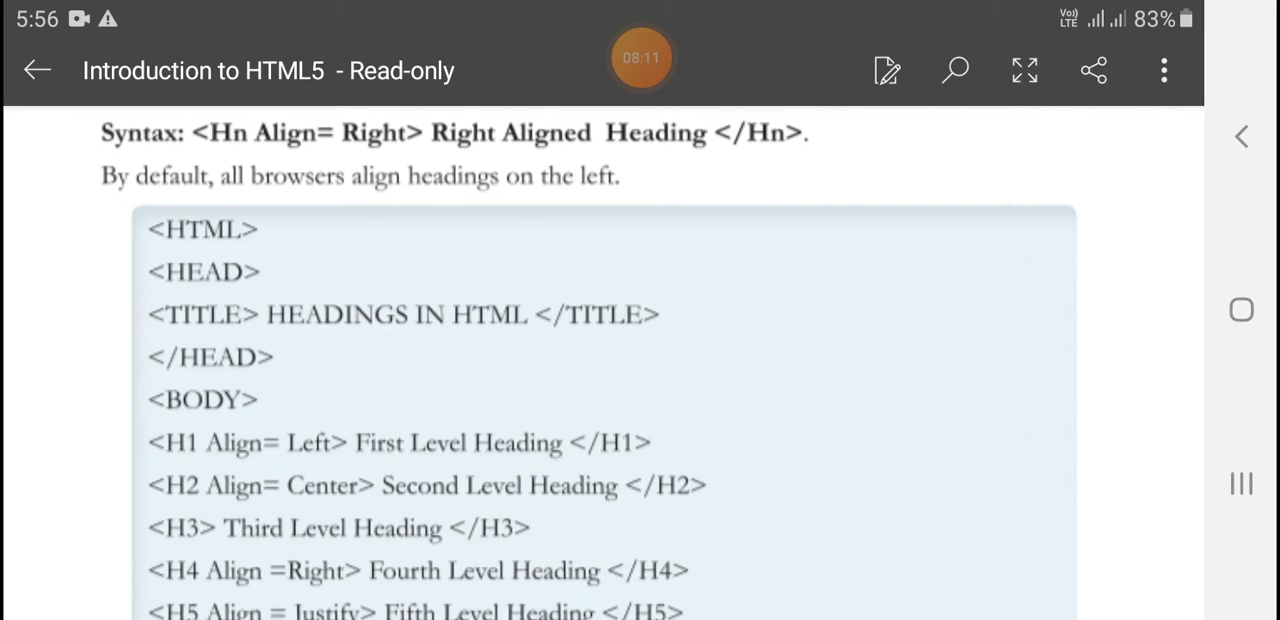 5:56
Vo)) LTE 83%
Introduction to HTML5 - Read-only
08:11
Syntax: <Hn Align= Right> Right Aligned Heading </Hn>.
By default, all browsers align headings on the left.
<HTML>
<HEAD>
<TITLE> HEADINGS IN HTML </TITLE>
</HEAD>
<BODY>
<H1 Align= Left> First Level Heading </H1>
<H2 Align= Center> Second Level Heading </H2>
<H3> Third Level Heading </H3>
<H4 Align =Right> Fourth Level Heading </H4>
<H5 Align = Justify> Fifth Level Heading </H5>